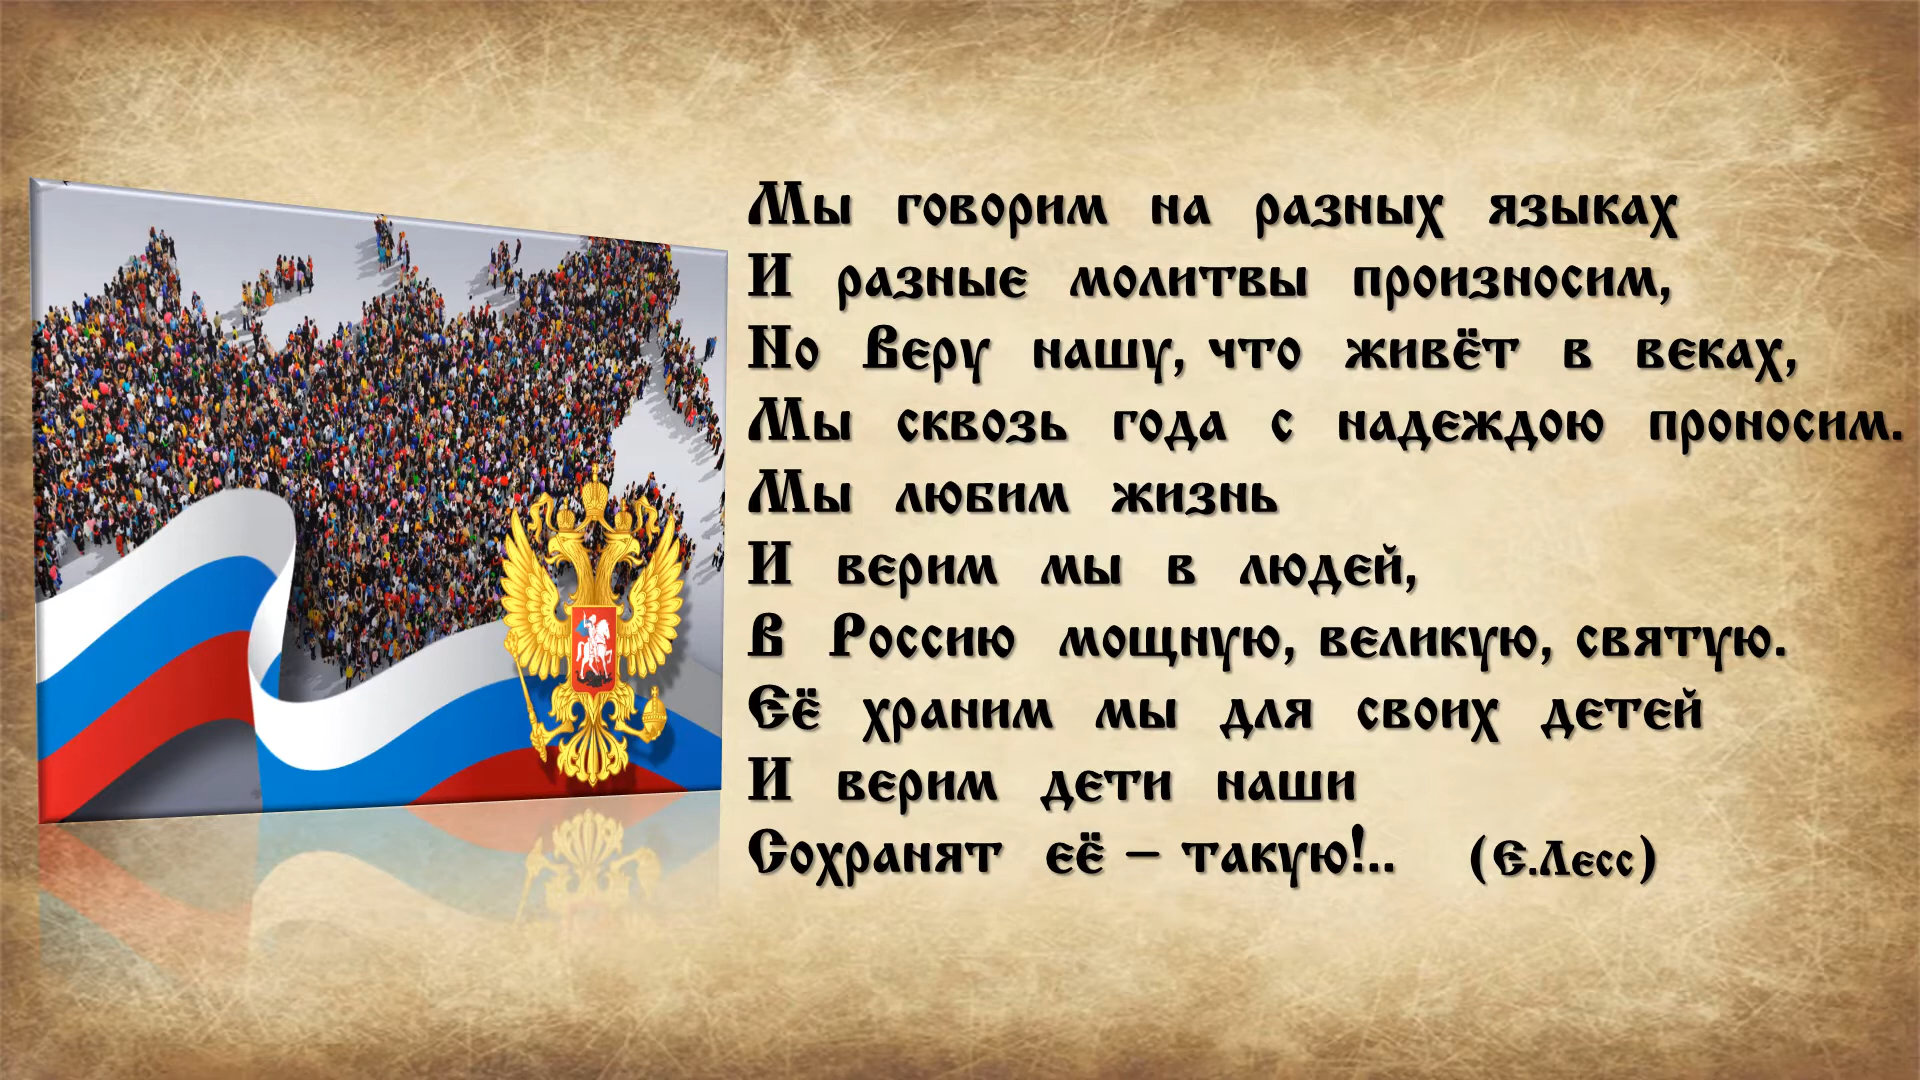 Мы говорим на разных языках
И разные молитвы произносим,
Но Веру нашу, что живёт в веках,
Мы сквозь года с надеждою проносим.
Мы любим жизнь
И верим мы в людей,
В Россию мощную, великую, святую.
Её храним мы для своих детей
И верим дети наши
Сохранят её – такую!.. (Е.Лесс)